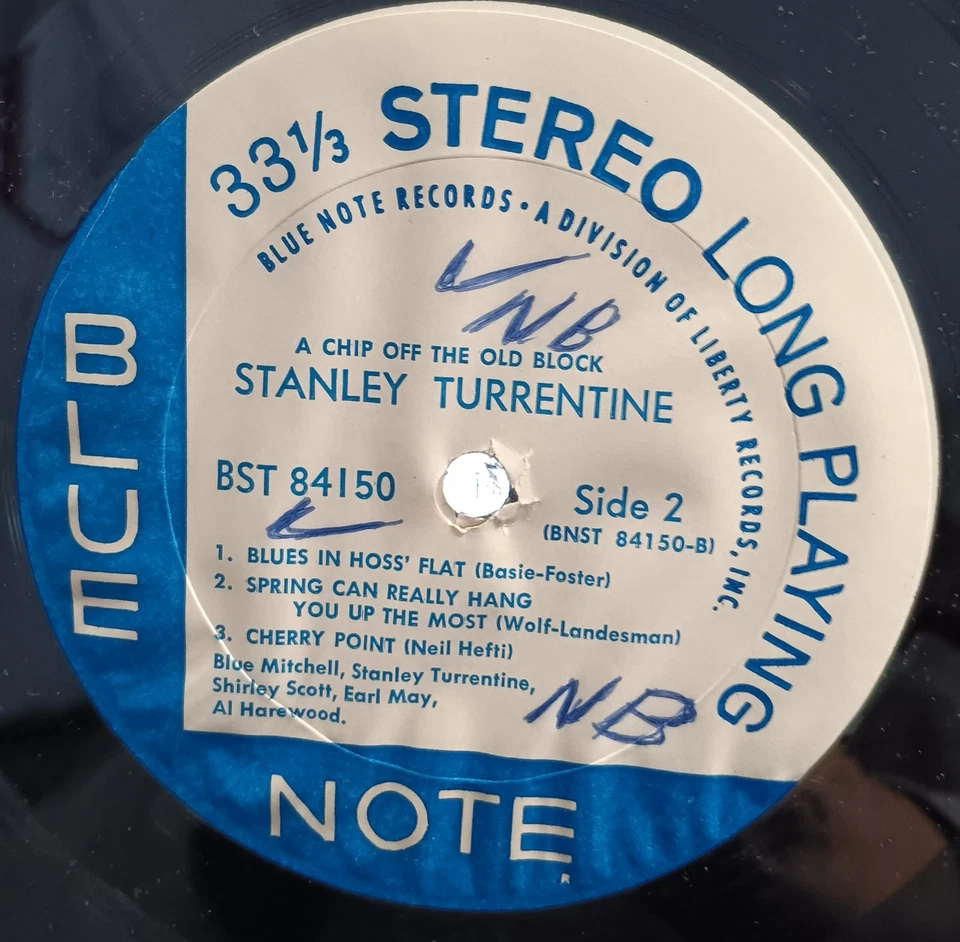 33 1/3 STEREO LONG PLAYING
BLUE NOTE RECORDS • A DIVISION OF LIBERTY RECORDS, INC.
NB
A CHIP OFF THE OLD BLOCK
STANLEY TURRENTINE
BST 84150
Side 2
(BNST 84150-B)
1. BLUES IN HOSS' FLAT (Basie-Foster)
2. SPRING CAN REALLY HANG
YOU UP THE MOST (Wolf-Landesman)
3. CHERRY POINT (Neil Hefti)
Blue Mitchell, Stanley Turrentine,
Shirley Scott, Earl May,
Al Harewood.
NB
BLUE
NOTE
R